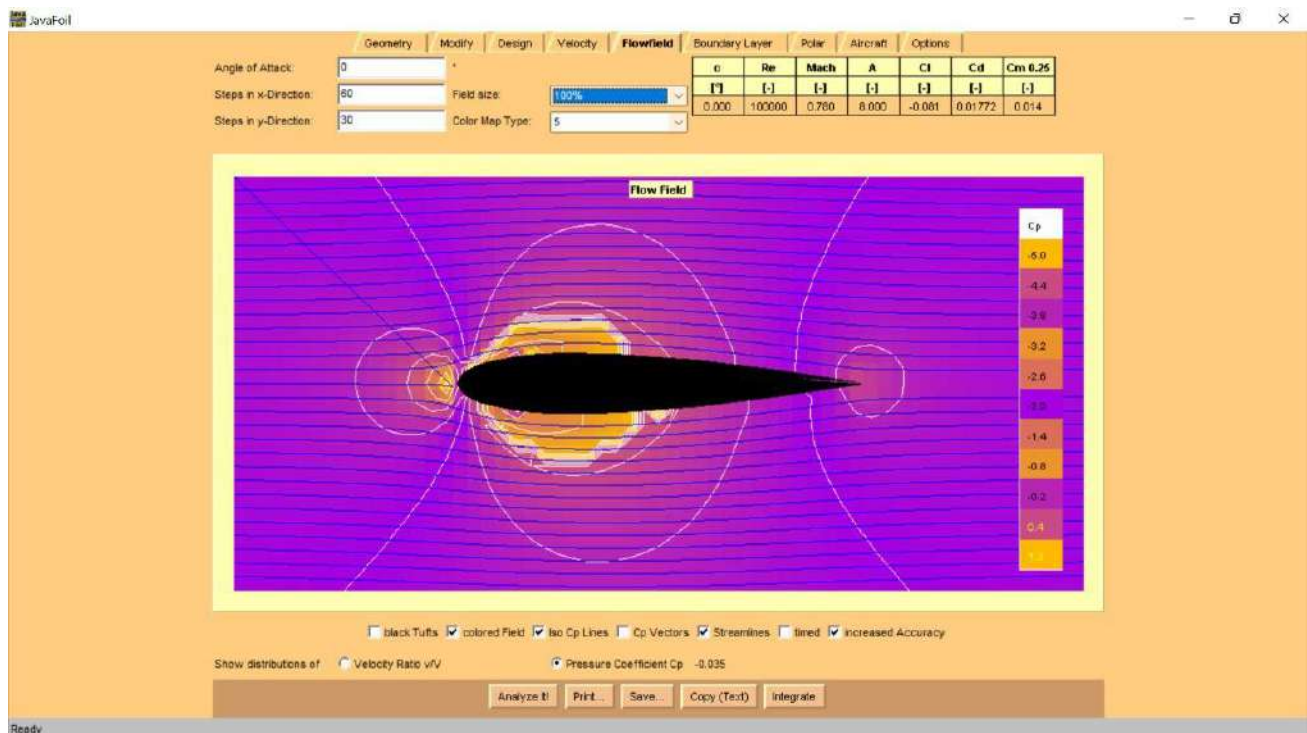 JavaFoil
Geometry Modify Design Velocity Flowfield Boundary Layer Polar Aircraft Options
Angle of Attack: 0 °
Steps in x-Direction: 60 Field size: 100%
Steps in y-Direction: 30 Color Map Type: 5
α Re Mach A Cl Cd Cm 0.25
[°] [-] [-] [-] [-] [-] [-]
0.000 100000 0.780 8.000 -0.081 0.01772 0.014
Flow Field
Cp
-5.0
-4.4
-3.8
-3.2
-2.6
-2.0
-1.4
-0.8
-0.2
0.4
black Tufts colored Field Iso Cp Lines Cp Vectors Streamlines timed increased Accuracy
Show distributions of Velocity Ratio v/V Pressure Coefficient Cp -0.035
Analyze It! Print... Save... Copy (Text) Integrate
Ready